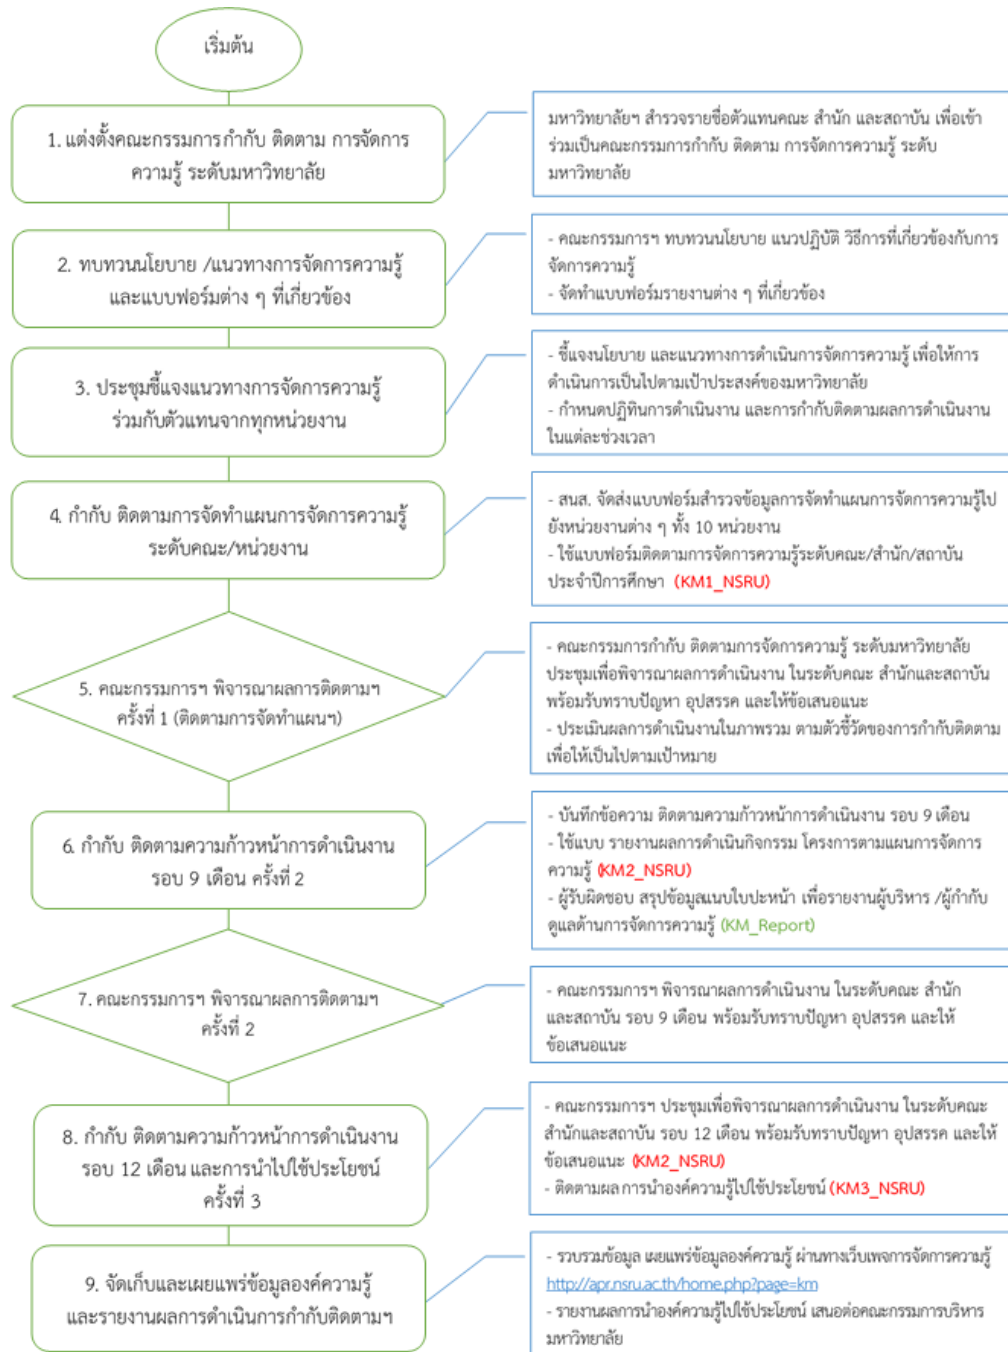 เริ่มต้น
1. แต่งตั้งคณะกรรมการกำกับ ติดตาม การจัดการ
ความรู้ ระดับมหาวิทยาลัย
มหาวิทยาลัยฯ สำรวจรายชื่อตัวแทนคณะ สำนัก และสถาบัน เพื่อเข้า
ร่วมเป็นคณะกรรมการกำกับ ติดตาม การจัดการความรู้ ระดับ
มหาวิทยาลัย
2. ทบทวนนโยบาย /แนวทางการจัดการความรู้
และแบบฟอร์มต่าง ๆ ที่เกี่ยวข้อง
- คณะกรรมการฯ ทบทวนนโยบาย แนวปฏิบัติ วิธีการที่เกี่ยวข้องกับการ
จัดการความรู้
- จัดทำแบบฟอร์มรายงานต่าง ๆ ที่เกี่ยวข้อง
3. ประชุมชี้แจงแนวทางการจัดการความรู้
ร่วมกับตัวแทนจากทุกหน่วยงาน
- ชี้แจงนโยบาย และแนวทางการดำเนินการจัดการความรู้ เพื่อให้การ
ดำเนินการเป็นไปตามเป้าประสงค์ของมหาวิทยาลัย
- กำหนดปฏิทินการดำเนินงาน และการกำกับติดตามผลการดำเนินงาน
ในแต่ละช่วงเวลา
4. กำกับ ติดตามการจัดทำแผนการจัดการความรู้
ระดับคณะ/หน่วยงาน
- สนส. จัดส่งแบบฟอร์มสำรวจข้อมูลการจัดทำแผนการจัดการความรู้ไป
ยังหน่วยงานต่าง ๆ ทั้ง 10 หน่วยงาน
- ใช้แบบฟอร์มติดตามการจัดการความรู้ระดับคณะ/สำนัก/สถาบัน
ประจำปีการศึกษา (KM1_NSRU)
5. คณะกรรมการฯ พิจารณาผลการติดตามฯ
ครั้งที่ 1 (ติดตามการจัดทำแผนฯ)
- คณะกรรมการกำกับ ติดตามการจัดการความรู้ ระดับมหาวิทยาลัย
ประชุมเพื่อพิจารณาผลการดำเนินงาน ในระดับคณะ สำนักและสถาบัน
พร้อมรับทราบปัญหา อุปสรรค และให้ข้อเสนอแนะ
- ประเมินผลการดำเนินงานในภาพรวม ตามตัวชี้วัดของการกำกับติดตาม
เพื่อให้เป็นไปตามเป้าหมาย
6. กำกับ ติดตามความก้าวหน้าการดำเนินงาน
รอบ 9 เดือน ครั้งที่ 2
- บันทึกข้อความ ติดตามความก้าวหน้าการดำเนินงาน รอบ 9 เดือน
- ใช้แบบ รายงานผลการดำเนินกิจกรรม โครงการตามแผนการจัดการ
ความรู้ (KM2_NSRU)
- ผู้รับผิดชอบ สรุปข้อมูลแนบใบปะหน้า เพื่อรายงานผู้บริหาร /ผู้กำกับ
ดูแลด้านการจัดการความรู้ (KM_Report)
7. คณะกรรมการฯ พิจารณาผลการติดตามฯ
ครั้งที่ 2
- คณะกรรมการฯ พิจารณาผลการดำเนินงาน ในระดับคณะ สำนัก
และสถาบัน รอบ 9 เดือน พร้อมรับทราบปัญหา อุปสรรค และให้
ข้อเสนอแนะ
8. กำกับ ติดตามความก้าวหน้าการดำเนินงาน
รอบ 12 เดือน และการนำไปใช้ประโยชน์
ครั้งที่ 3
- คณะกรรมการฯ ประชุมเพื่อพิจารณาผลการดำเนินงาน ในระดับคณะ
สำนักและสถาบัน รอบ 12 เดือน พร้อมรับทราบปัญหา อุปสรรค และให้
ข้อเสนอแนะ (KM2_NSRU)
- ติดตามผล การนำองค์ความรู้ไปใช้ประโยชน์ (KM3_NSRU)
9. จัดเก็บและเผยแพร่ข้อมูลองค์ความรู้
และรายงานผลการดำเนินการกำกับติดตามฯ
- รวบรวมข้อมูล เผยแพร่ข้อมูลองค์ความรู้ ผ่านทางเว็บเพจการจัดการความรู้
http://apr.nsru.ac.th/home.php?page=km
- รายงานผลการนำองค์ความรู้ไปใช้ประโยชน์ เสนอต่อคณะกรรมการบริหาร
มหาวิทยาลัย